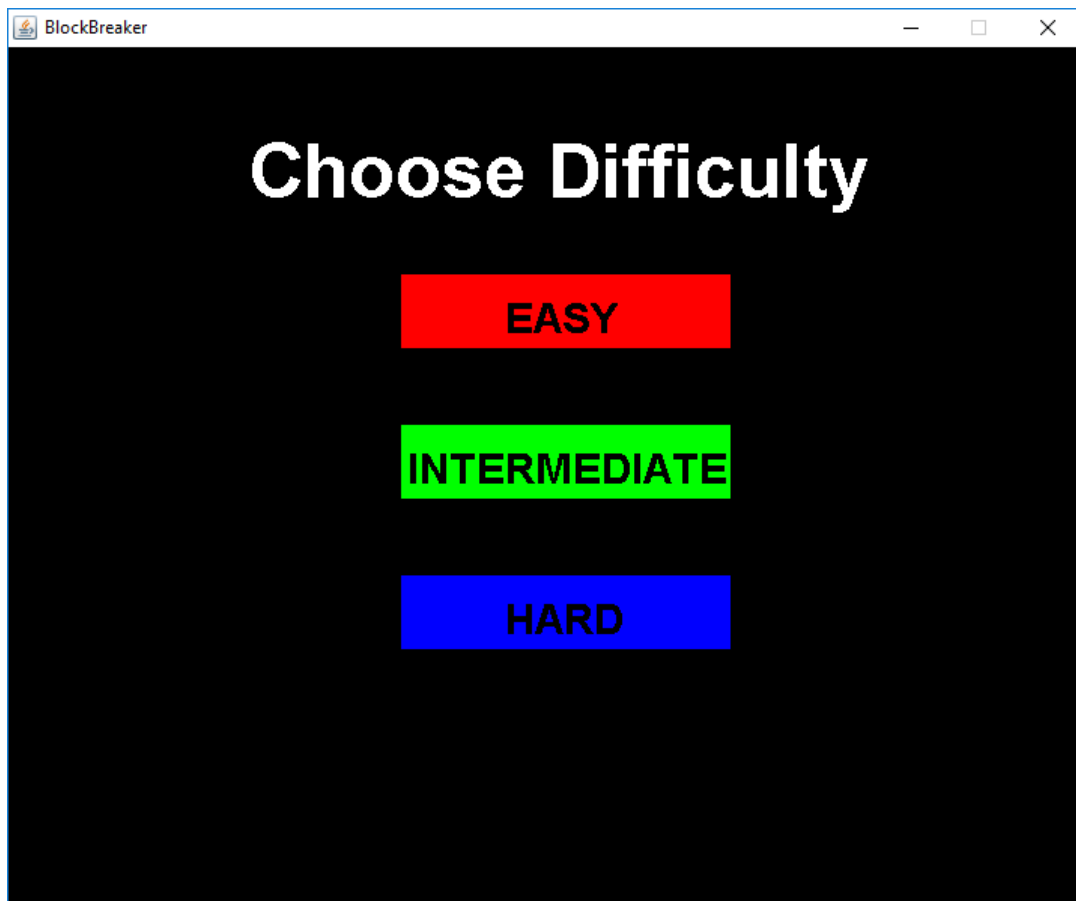 BlockBreaker
Choose Difficulty
EASY
INTERMEDIATE
HARD